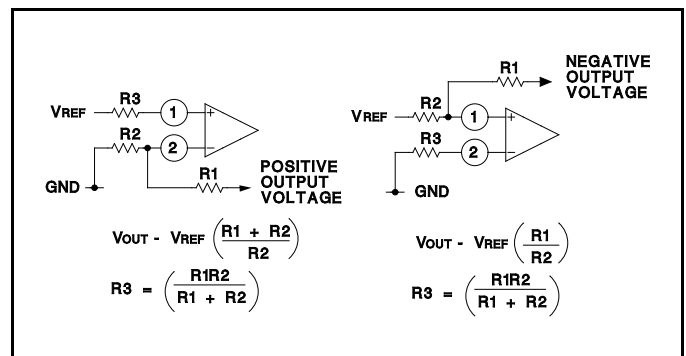 R3
VREF
1
+
R2
2
−
R1
GND
POSITIVE
OUTPUT
VOLTAGE
VOUT - VREF (R1 + R2 / R2)
R3 = (R1R2 / R1 + R2)
R1
NEGATIVE
OUTPUT
VOLTAGE
R2
VREF
1
+
R3
2
−
GND
VOUT - VREF (R1 / R2)
R3 = (R1R2 / R1 + R2)